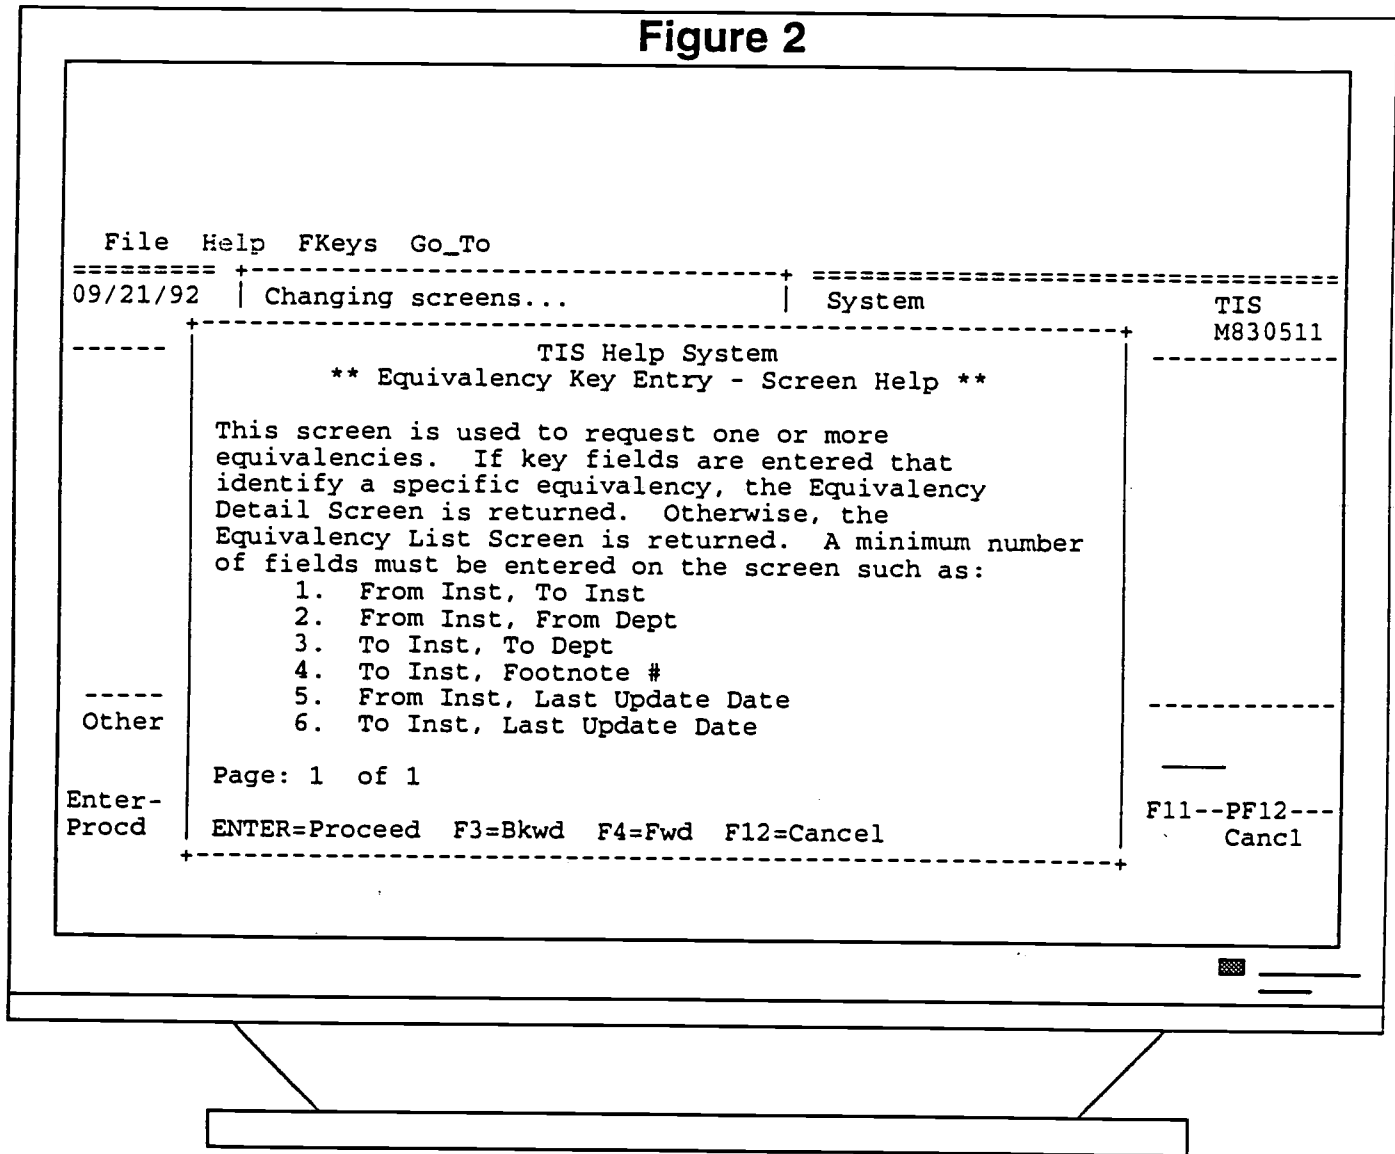 Figure 2
File  Help  FKeys  Go_To
========= +---------------------------------+ =================================
09/21/92 | Changing screens... | System TIS
+----------------------------------------------------------+ M830511
------ TIS Help System ------------
** Equivalency Key Entry - Screen Help **
This screen is used to request one or more
equivalencies.  If key fields are entered that
identify a specific equivalency, the Equivalency
Detail Screen is returned.  Otherwise, the
Equivalency List Screen is returned.  A minimum number
of fields must be entered on the screen such as:
1.  From Inst, To Inst
2.  From Inst, From Dept
3.  To Inst, To Dept
4.  To Inst, Footnote #
----- 5.  From Inst, Last Update Date ------------
Other 6.  To Inst, Last Update Date
Page: 1  of 1
Enter- F11--PF12---
Procd ENTER=Proceed  F3=Bkwd  F4=Fwd  F12=Cancel Cancl
+----------------------------------------------------------+